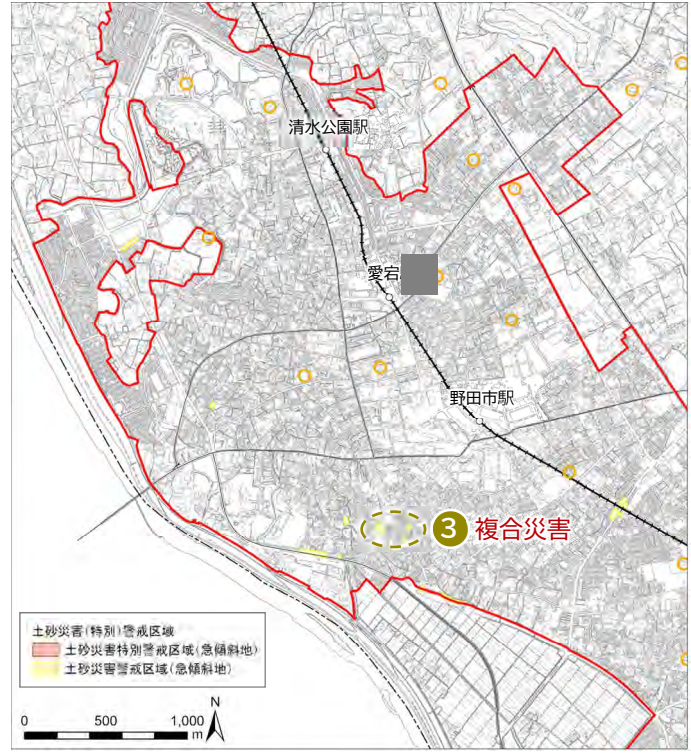 清水公園駅
愛宕
野田市駅
3 複合災害
土砂災害(特別)警戒区域
土砂災害特別警戒区域(急傾斜地)
土砂災害警戒区域(急傾斜地)
N
0 500 1,000
m